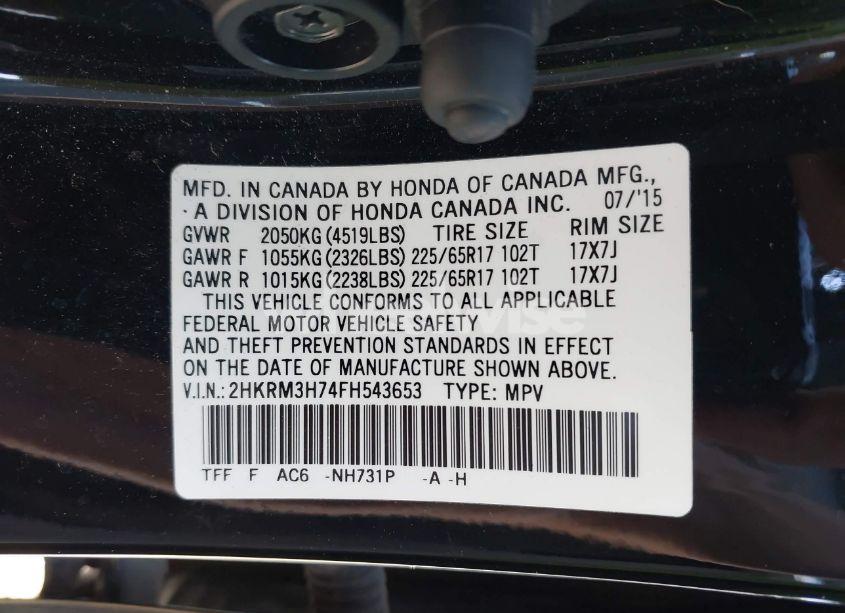 MFD. IN CANADA BY HONDA OF CANADA MFG.,
A DIVISION OF HONDA CANADA INC. 07/'15
GVWR 2050KG(4519LBS) TIRE SIZE RIM SIZE
GAWR F 1055KG(2326LBS) 225/65R17 102T 17X7J
GAWR R 1015KG(2238LBS) 225/65R17 102T 17X7J
THIS VEHICLE CONFORMS TO ALL APPLICABLE
FEDERAL MOTOR VEHICLE SAFETY
AND THEFT PREVENTION STANDARDS IN EFFECT
ON THE DATE OF MANUFACTURE SHOWN ABOVE.
V.I.N.: 2HKRM3H74FH543653 TYPE: MPV
TFF F AC6 -NH731P -A -H